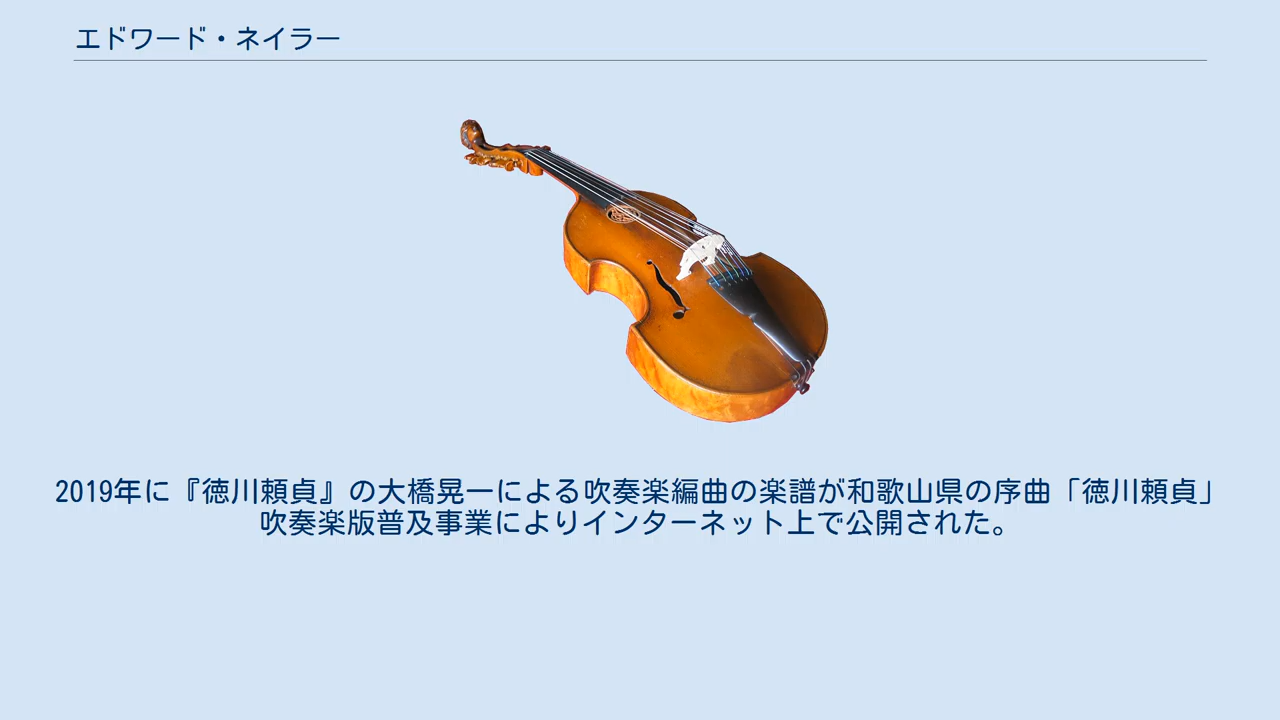 エドワード・ネイラー
2019年に『徳川頼貞』の大橋晃一による吹奏楽編曲の楽譜が和歌山県の序曲「徳川頼貞」
吹奏楽版普及事業によりインターネット上で公開された。